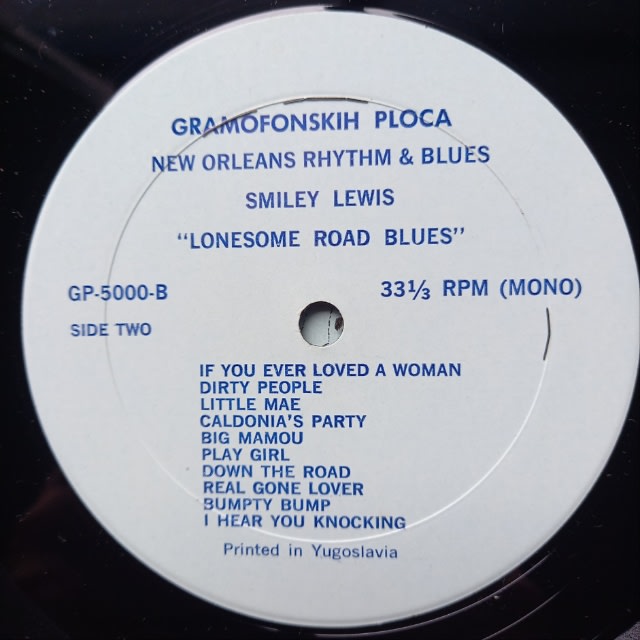 GRAMOFONSKIH PLOCA
NEW ORLEANS RHYTHM & BLUES
SMILEY LEWIS
"LONESOME ROAD BLUES"
GP-5000-B
33⅓ RPM (MONO)
SIDE TWO
IF YOU EVER LOVED A WOMAN
DIRTY PEOPLE
LITTLE MAE
CALDONIA'S PARTY
BIG MAMOU
PLAY GIRL
DOWN THE ROAD
REAL GONE LOVER
BUMPTY BUMP
I HEAR YOU KNOCKING
Printed in Yugoslavia